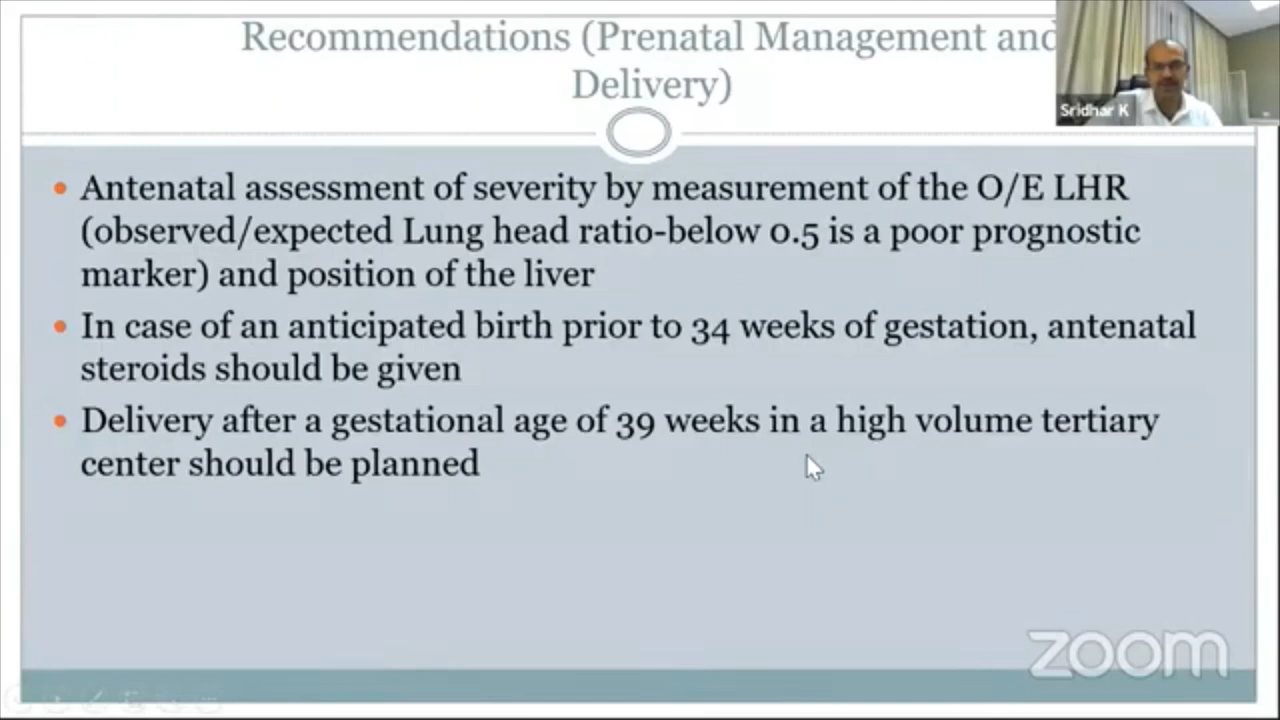 Recommendations (Prenatal Management and
Delivery)
Sridhar K
• Antenatal assessment of severity by measurement of the O/E LHR
(observed/expected Lung head ratio-below 0.5 is a poor prognostic
marker) and position of the liver
• In case of an anticipated birth prior to 34 weeks of gestation, antenatal
steroids should be given
• Delivery after a gestational age of 39 weeks in a high volume tertiary
center should be planned
zoom